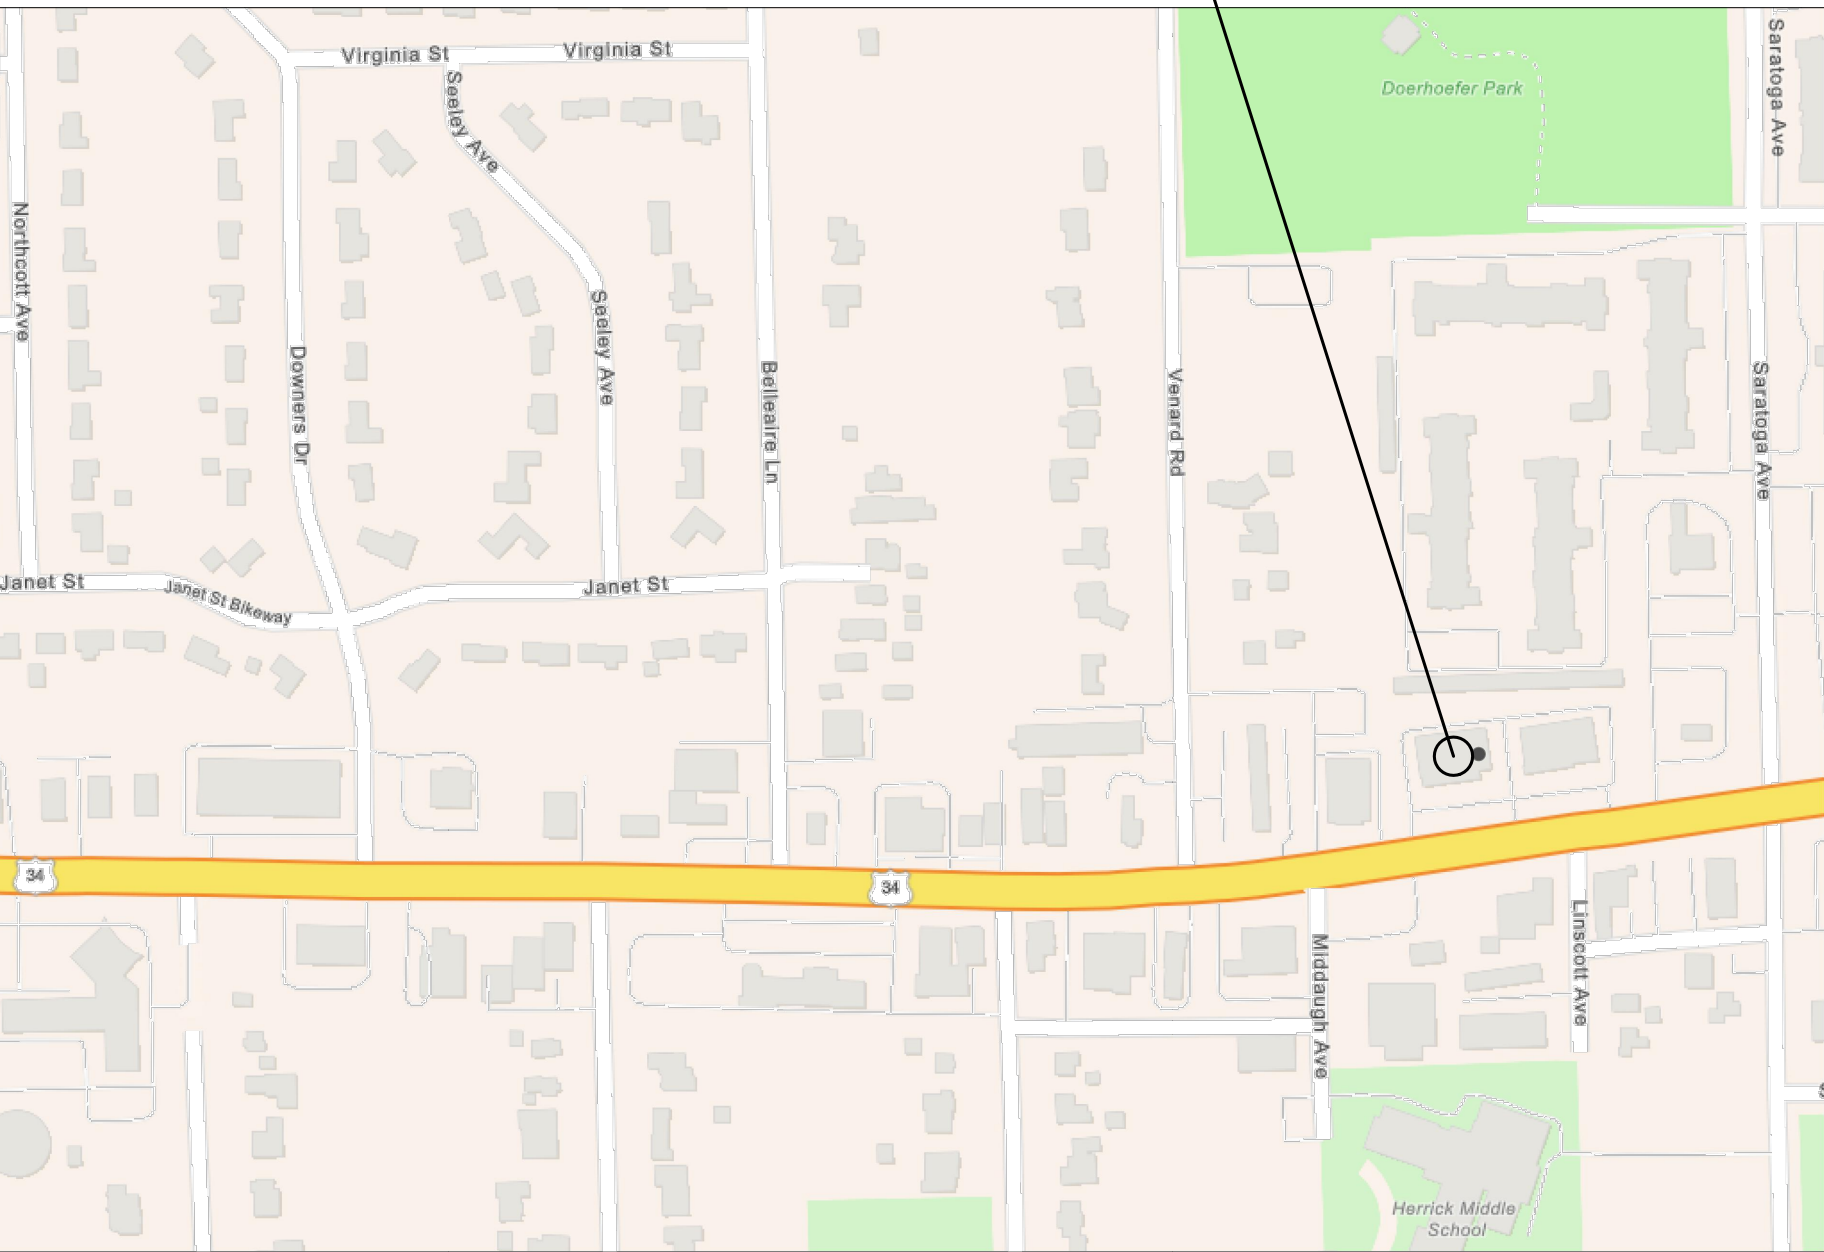 Virginia St
Virginia St
Saratoga Ave
Seeley Ave
Doerhoefer Park
Northcott Ave
Seeley Ave
Downers Dr
Belleaire Ln
Venard Rd
Saratoga Ave
Janet St
Janet St Bikeway
Janet St
34
34
Linscott Ave
Middaugh Ave
Herrick Middle
School